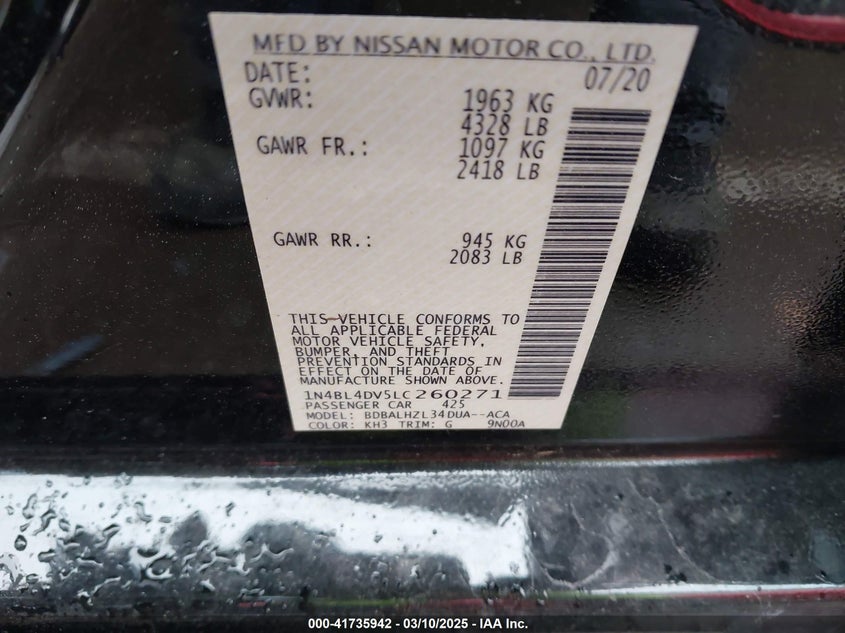 MFD BY NISSAN MOTOR CO., LTD.
DATE: 07/20
GVWR: 1963 KG
4328 LB
GAWR FR.: 1097 KG
2418 LB
GAWR RR.: 945 KG
2083 LB
THIS VEHICLE CONFORMS TO
ALL APPLICABLE FEDERAL
MOTOR VEHICLE SAFETY,
BUMPER, AND THEFT
PREVENTION STANDARDS IN
EFFECT ON THE DATE OF
MANUFACTURE SHOWN ABOVE.
1N4BL4DV5LC260271
PASSENGER CAR 425
MODEL: BDBALHZL34DUA--ACA
COLOR: KH3 TRIM: G 9N00A
000-41735942 - 03/10/2025 - IAA Inc.